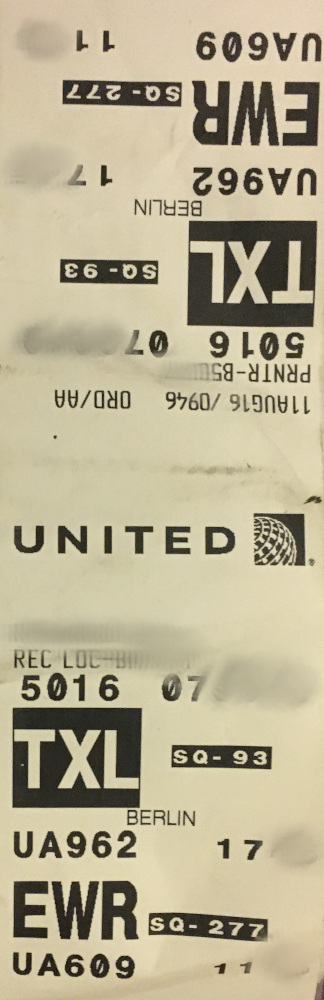 UA609 11
EWR SQ-277
UA962 17
BERLIN
TXL SQ-93
5016 07
PRNTR-B5
11AUG16/0946 ORD/AA
UNITED
REC LOC-
5016 07
TXL SQ-93
BERLIN
UA962 17
EWR SQ-277
UA609 11